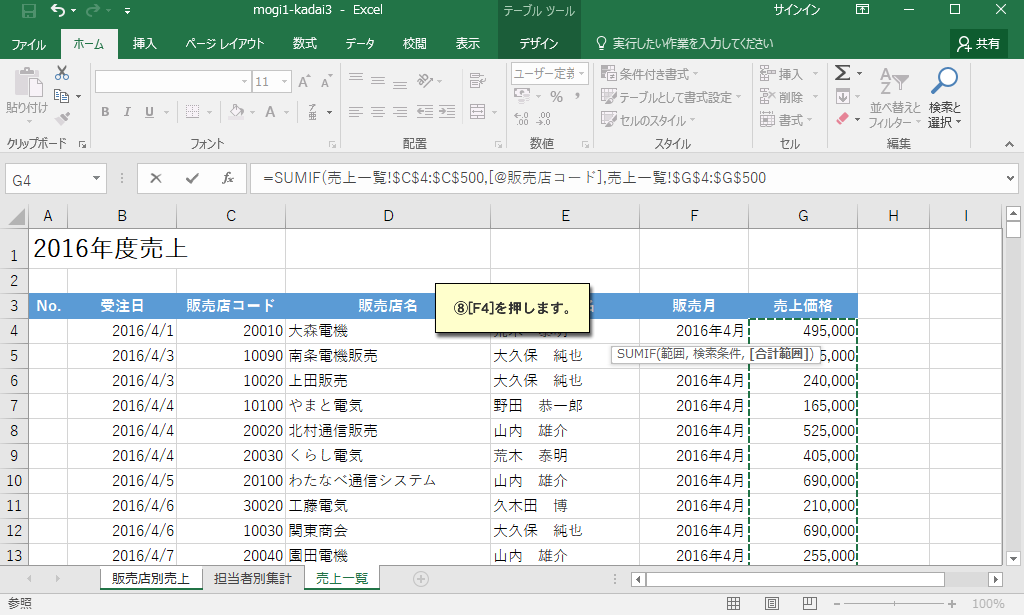 mogi1-kadai3 - Excel
テーブル ツール
サインイン
ファイル ホーム 挿入 ページ レイアウト 数式 データ 校閲 表示 デザイン 実行したい作業を入力してください 共有
貼り付け
11
A A
B I U A
ユーザー定義
% ,
条件付き書式
テーブルとして書式設定
セルのスタイル
挿入
削除
書式
Σ
並べ替えと
フィルター
検索と
選択
クリップボード フォント 配置 数値 スタイル セル 編集
G4 fx =SUMIF(売上一覧!$C$4:$C$500,[@販売店コード],売上一覧!$G$4:$G$500
A B C D E F G H I
1 2016年度売上
2
3 No. 受注日 販売店コード 販売店名 販売月 売上価格
⑧[F4]を押します。
4 2016/4/1 20010 大森電機 2016年4月 495,000
SUMIF(範囲, 検索条件, [合計範囲])
5 2016/4/3 10090 南条電機販売 大久保 純也 5,000
6 2016/4/3 10020 上田販売 大久保 純也 2016年4月 240,000
7 2016/4/4 10100 やまと電気 野田 恭一郎 2016年4月 165,000
8 2016/4/4 20020 北村通信販売 山内 雄介 2016年4月 525,000
9 2016/4/4 20030 くらし電気 荒木 泰明 2016年4月 405,000
10 2016/4/5 20100 わたなべ通信システム 山内 雄介 2016年4月 690,000
11 2016/4/6 30020 工藤電気 久木田 博 2016年4月 210,000
12 2016/4/6 10030 関東商会 大久保 純也 2016年4月 690,000
13 2016/4/7 20040 園田電機 山内 雄介 2016年4月 255,000
販売店別売上 担当者別集計 売上一覧
参照 100%